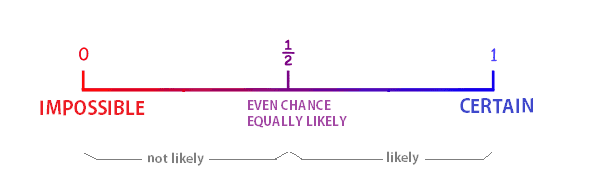 0 1/2 1
IMPOSSIBLE
EVEN CHANCE
EQUALLY LIKELY
CERTAIN
not likely
likely